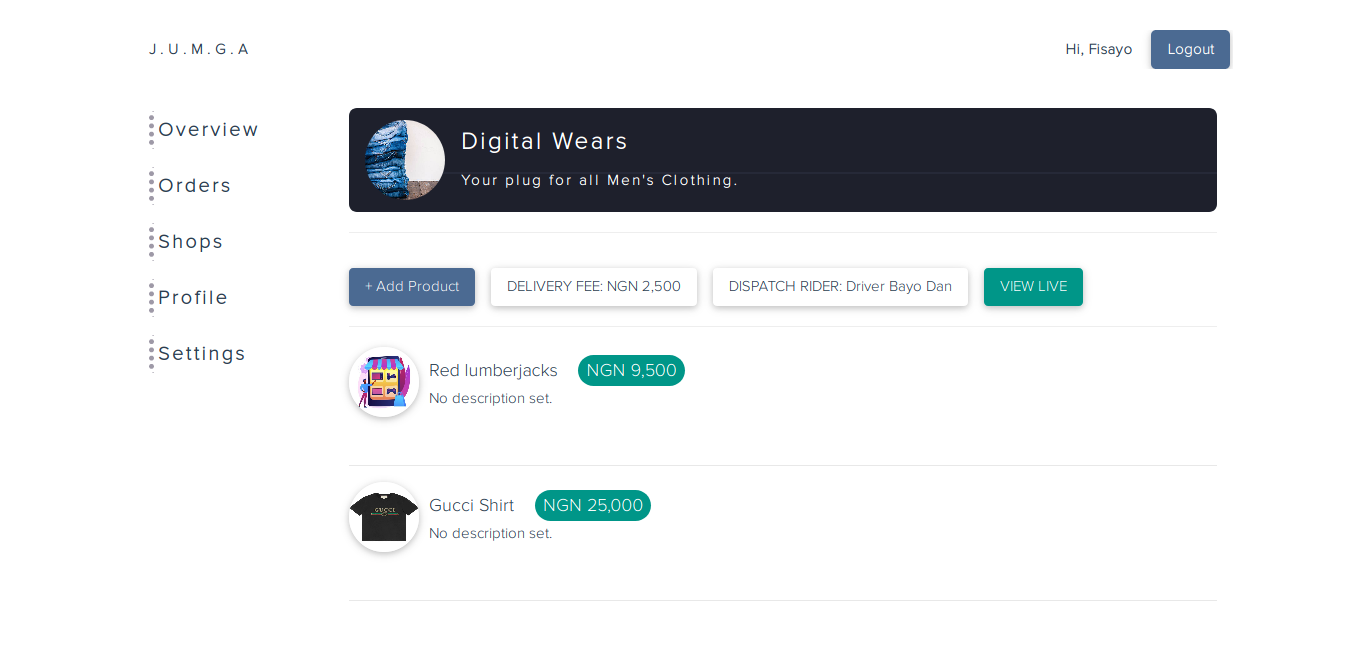 J.U.M.G.A
Hi, Fisayo
Logout
Overview
Orders
Shops
Profile
Settings
Digital Wears
Your plug for all Men's Clothing.
+ Add Product
DELIVERY FEE: NGN 2,500
DISPATCH RIDER: Driver Bayo Dan
VIEW LIVE
Red lumberjacks
NGN 9,500
No description set.
GUCCI
Gucci Shirt
NGN 25,000
No description set.